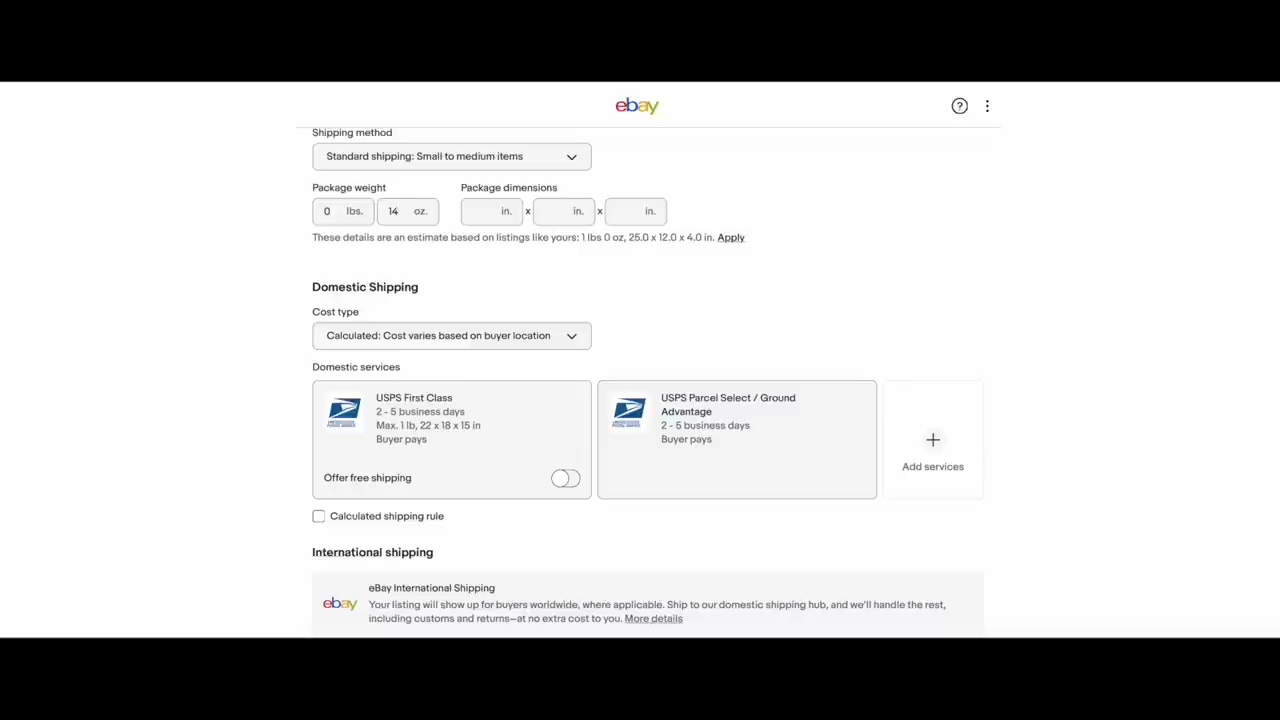 ebay
?
Shipping method
Standard shipping: Small to medium items
Package weight
Package dimensions
0 lbs. 14 oz. in. x in. x in.
These details are an estimate based on listings like yours: 1 lbs 0 oz, 25.0 x 12.0 x 4.0 in. Apply
Domestic Shipping
Cost type
Calculated: Cost varies based on buyer location
Domestic services
USPS First Class
2 - 5 business days
Max. 1 lb, 22 x 18 x 15 in
Buyer pays
Offer free shipping
USPS Parcel Select / Ground
Advantage
2 - 5 business days
Buyer pays
Add services
Calculated shipping rule
International shipping
ebay
eBay International Shipping
Your listing will show up for buyers worldwide, where applicable. Ship to our domestic shipping hub, and we'll handle the rest,
including customs and returns—at no extra cost to you. More details